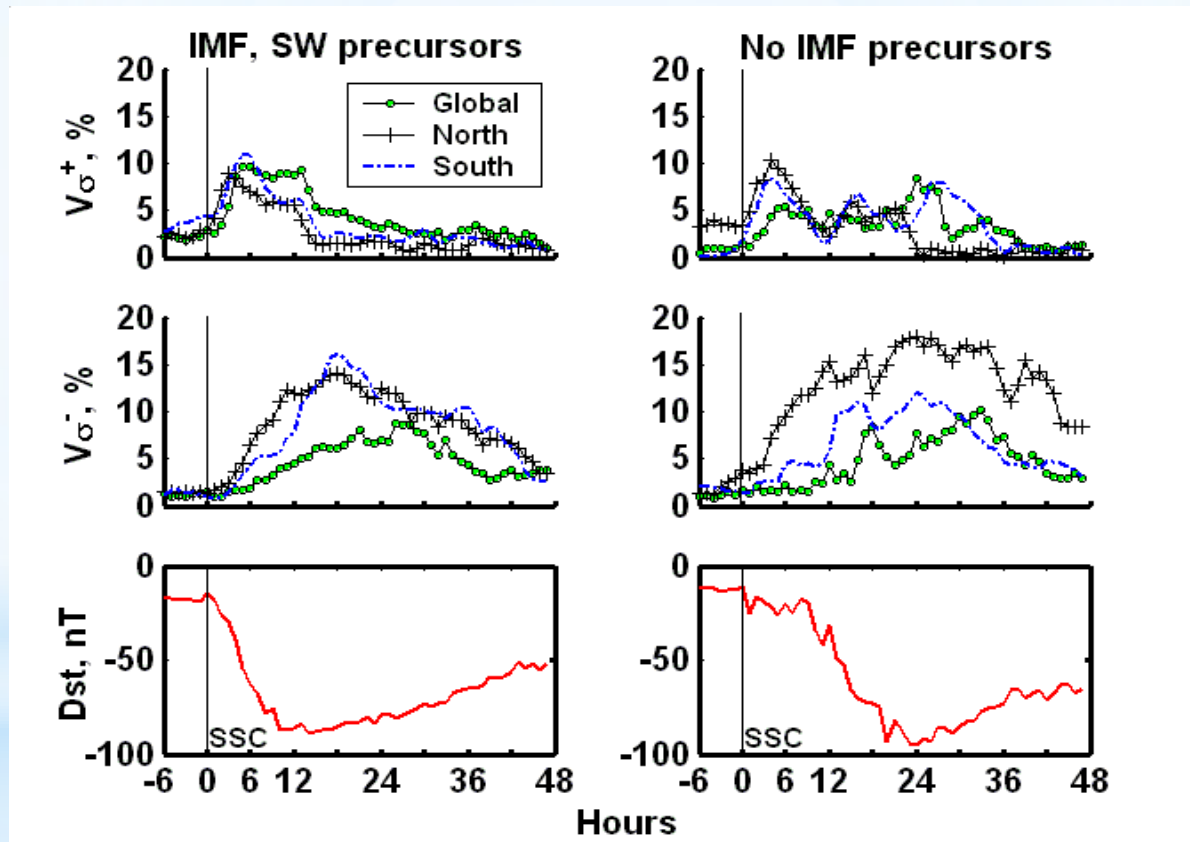 IMF, SW precursors
No IMF precursors
20
15
10
5
0
Vσ+, %
Global
North
South
20
15
10
5
0
20
15
10
5
0
Vσ-, %
20
15
10
5
0
0
-50
-100
Dst, nT
SSC
-6 0 6 12 24 36 48
0
-50
-100
SSC
-6 0 6 12 24 36 48
Hours